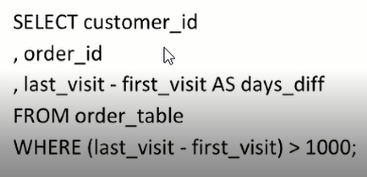 SELECT customer_id
, order_id
, last_visit - first_visit AS days_diff
FROM order_table
WHERE (last_visit - first_visit) > 1000;